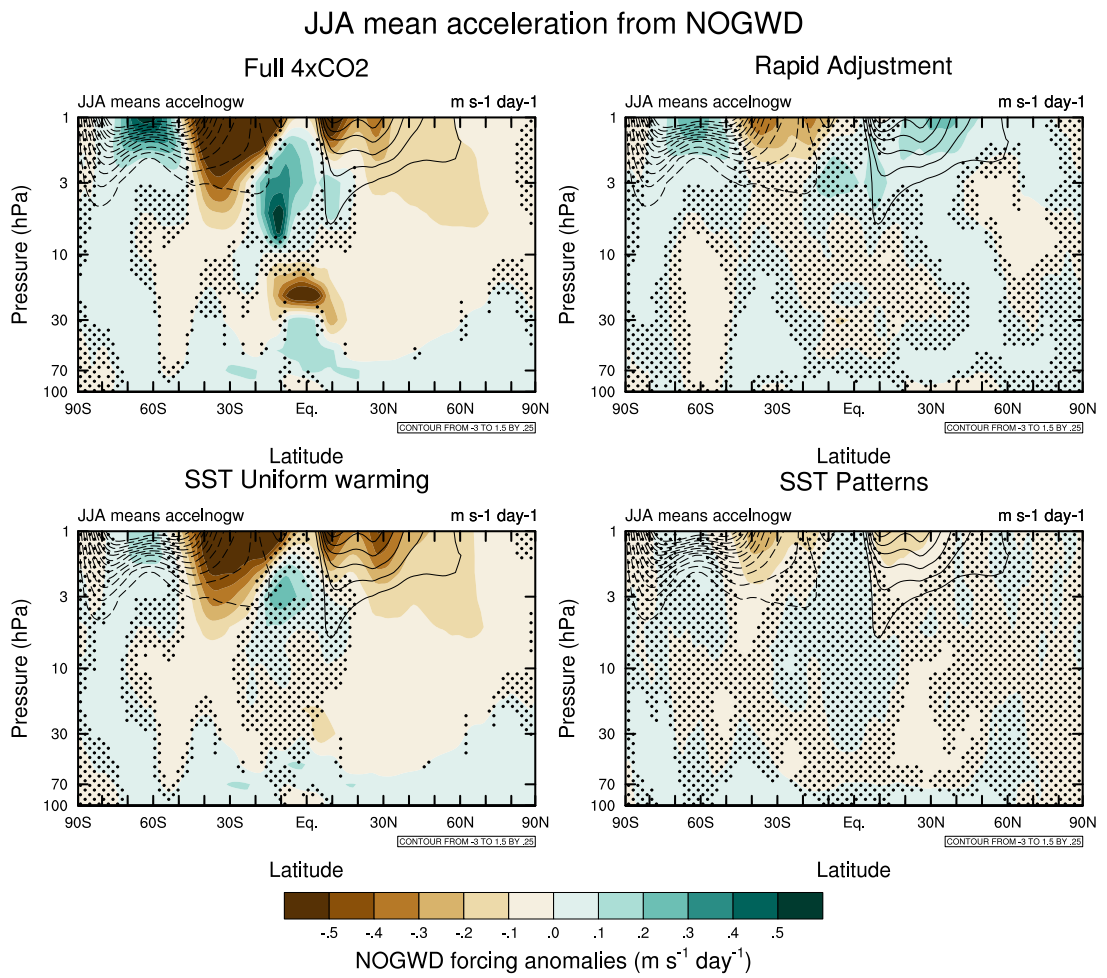 JJA mean acceleration from NOGWD
Full 4xCO2
Rapid Adjustment
JJA means accelnogw
m s-1 day-1
JJA means accelnogw
m s-1 day-1
Pressure (hPa)
1
3
10
30
70
100
90S 60S 30S Eq. 30N 60N 90N
CONTOUR FROM -3 TO 1.5 BY .25
Latitude
Pressure (hPa)
1
3
10
30
70
100
90S 60S 30S Eq. 30N 60N 90N
CONTOUR FROM -3 TO 1.5 BY .25
Latitude
SST Uniform warming
SST Patterns
JJA means accelnogw
m s-1 day-1
JJA means accelnogw
m s-1 day-1
Pressure (hPa)
1
3
10
30
70
100
90S 60S 30S Eq. 30N 60N 90N
CONTOUR FROM -3 TO 1.5 BY .25
Latitude
Pressure (hPa)
1
3
10
30
70
100
90S 60S 30S Eq. 30N 60N 90N
CONTOUR FROM -3 TO 1.5 BY .25
Latitude
-.5 -.4 -.3 -.2 -.1 .0 .1 .2 .3 .4 .5
NOGWD forcing anomalies (m s⁻¹ day⁻¹)